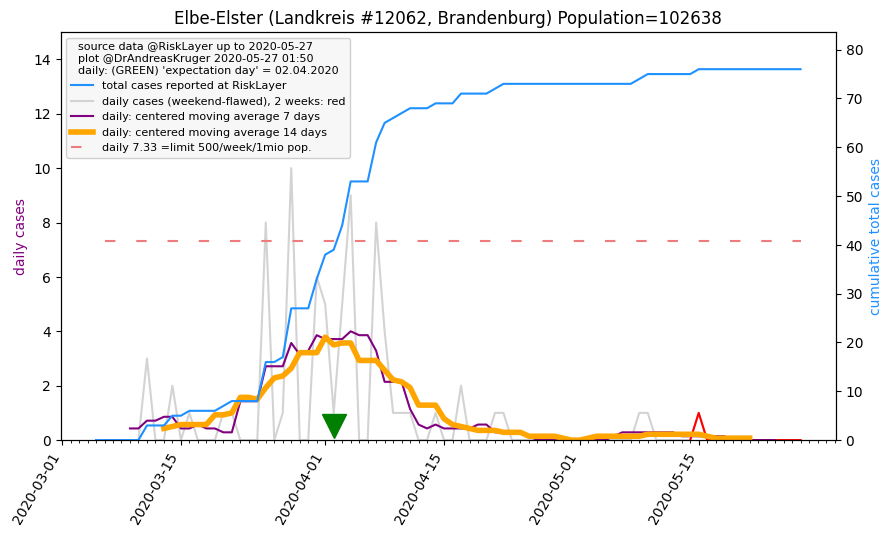 Elbe-Elster (Landkreis #12062, Brandenburg) Population=102638
source data @RiskLayer up to 2020-05-27
plot @DrAndreasKruger 2020-05-27 01:50
daily: (GREEN) 'expectation day' = 02.04.2020
total cases reported at RiskLayer
daily cases (weekend-flawed), 2 weeks: red
daily: centered moving average 7 days
daily: centered moving average 14 days
daily 7.33 =limit 500/week/1mio pop.
daily cases
14
12
10
8
6
4
2
0
80
70
60
50
40
30
20
10
0
cumulative total cases
2020-03-01
2020-03-15
2020-04-01
2020-04-15
2020-05-01
2020-05-15